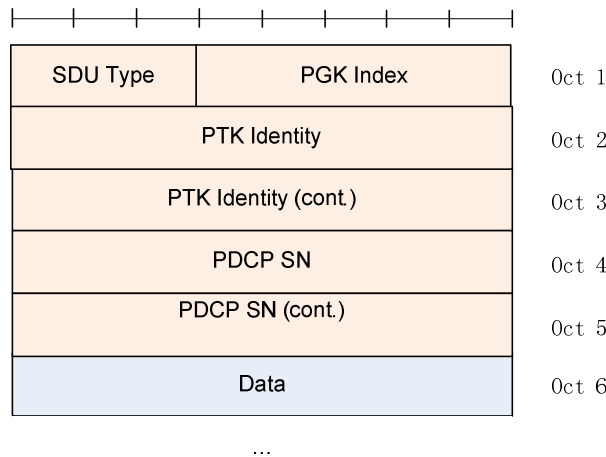 SDU Type PGK Index Oct 1
PTK Identity Oct 2
PTK Identity (cont.) Oct 3
PDCP SN Oct 4
PDCP SN (cont.) Oct 5
Data Oct 6
...